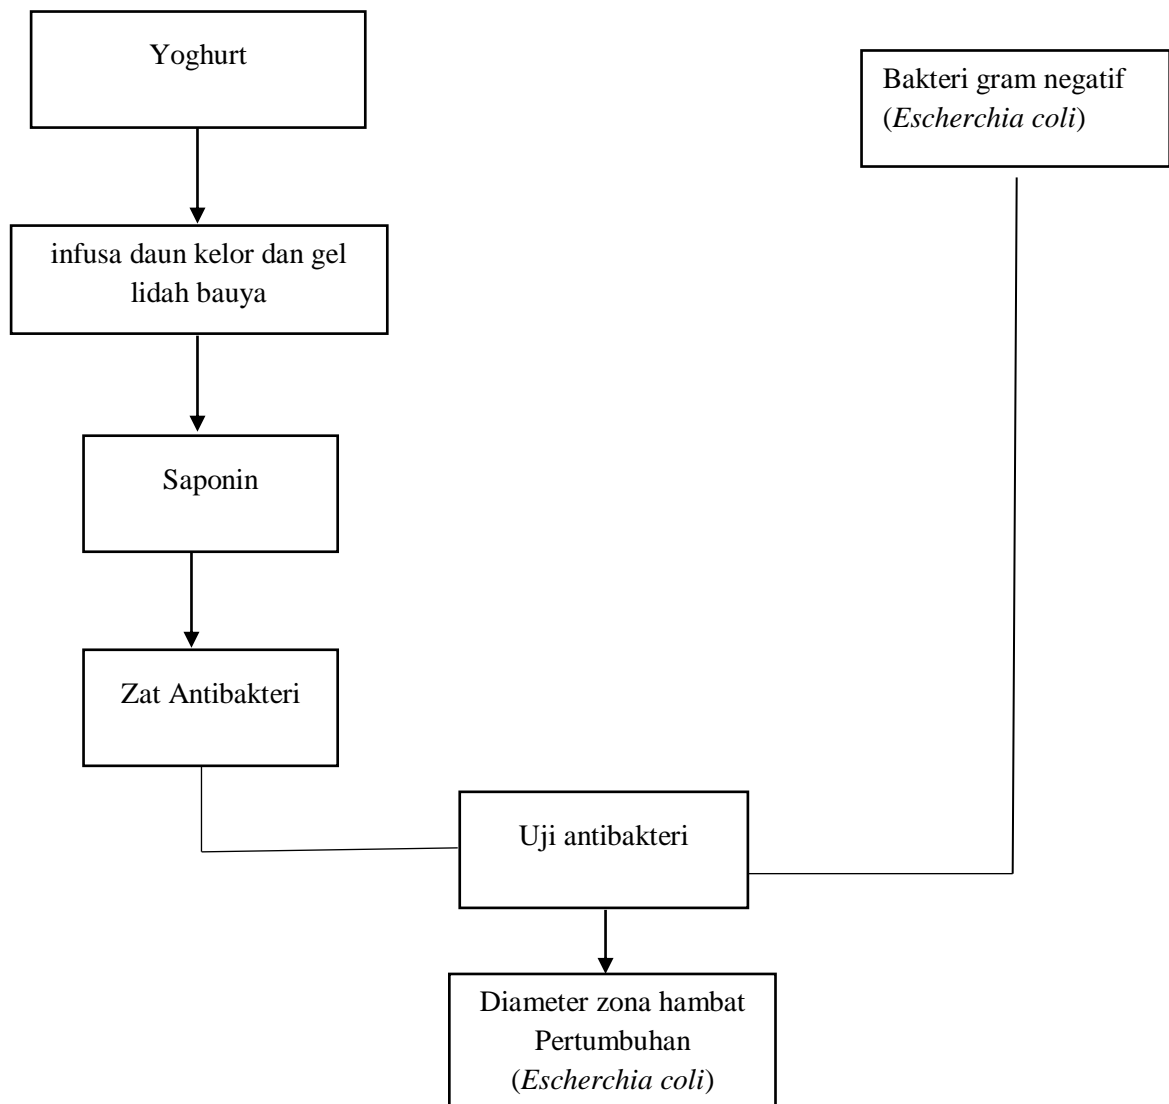 Yoghurt
Bakteri gram negatif
(Escherchia coli)
infusa daun kelor dan gel
lidah bauya
Saponin
Zat Antibakteri
Uji antibakteri
Diameter zona hambat
Pertumbuhan
(Escherchia coli)